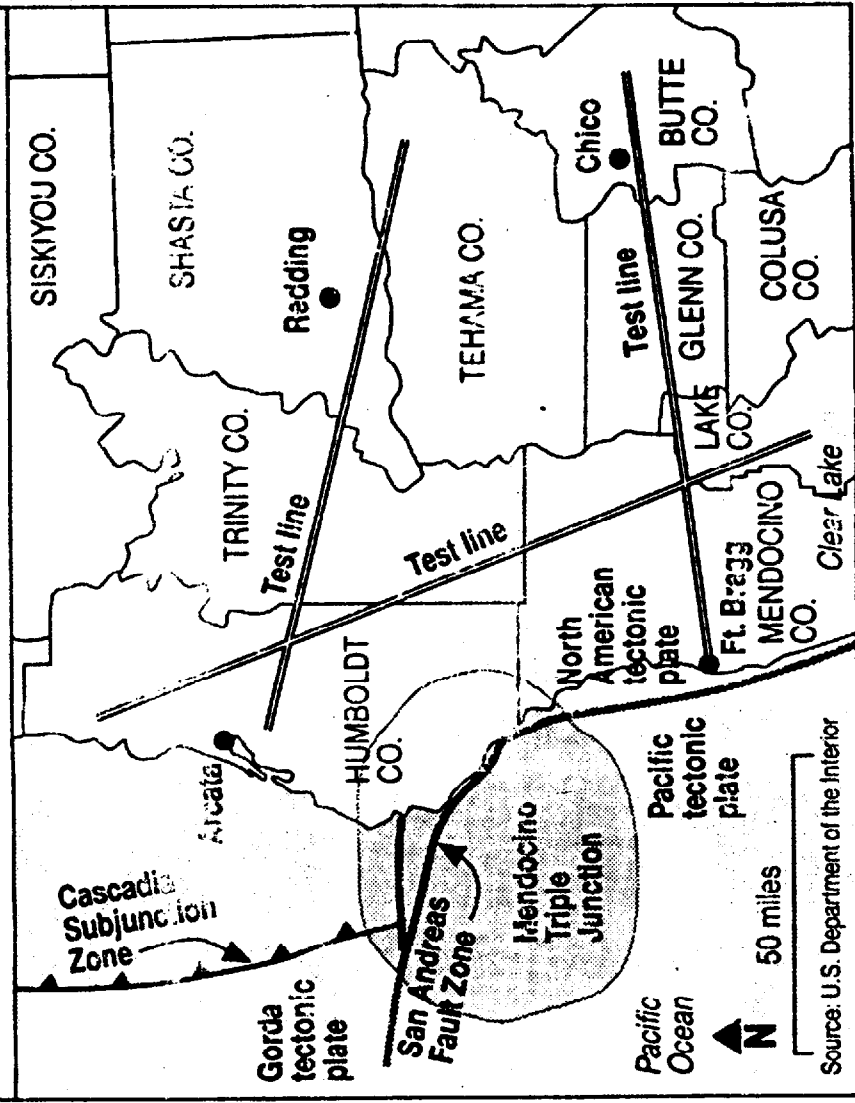 SISKIYOU CO.
SHASTA CO.
Redding
TRINITY CO.
Test line
Arcata
HUMBOLDT
CO.
Cascadia
Subjunction
Zone
Gorda
tectonic
plate
San Andreas
Fault Zone
Mendocino
Triple
Junction
TEHAMA CO.
Test line
North
American
tectonic
plate
Chico
BUTTE
CO.
Test line
GLENN CO.
COLUSA
CO.
LAKE
CO.
Ft. Bragg
MENDOCINO
CO.
Clear Lake
Pacific
tectonic
plate
Pacific
Ocean
N
50 miles
Source: U.S. Department of the Interior